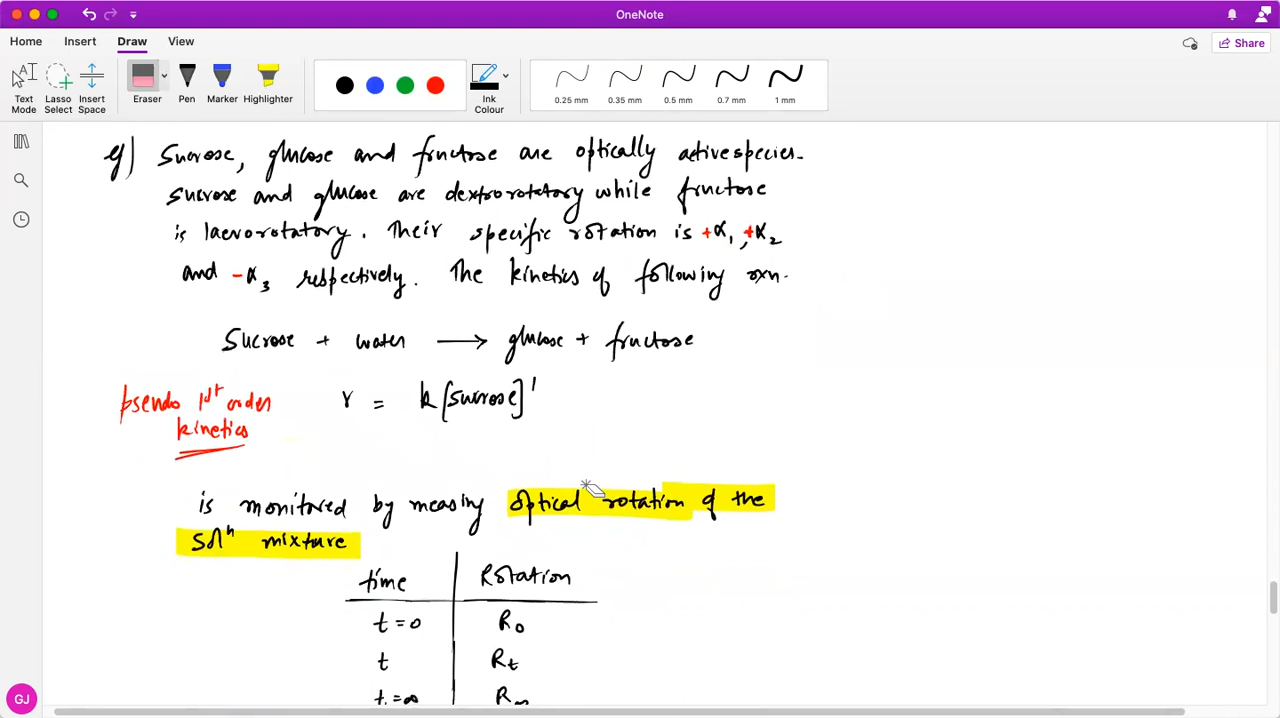 OneNote
Home Insert Draw View
Share
Text Mode
Lasso Select
Insert Space
Eraser
Pen
Marker
Highlighter
Ink Colour
0.25 mm
0.35 mm
0.5 mm
0.7 mm
1 mm
eg) Sucrose, glucose and fructose are optically active species.
Sucrose and glucose are dextrorotatory while fructose
is laevorotatory. Their specific rotation is +α1, +α2
and -α3 respectively. The kinetics of following rxn.
Sucrose + water ⟶ glucose + fructose
psendo 1st order
kinetics
r = k[sucrose]¹
is monitored by measing optical rotation of the
solⁿ mixture
time Rotation
t=0 R₀
t Rt
t=∞ R∞
GJ